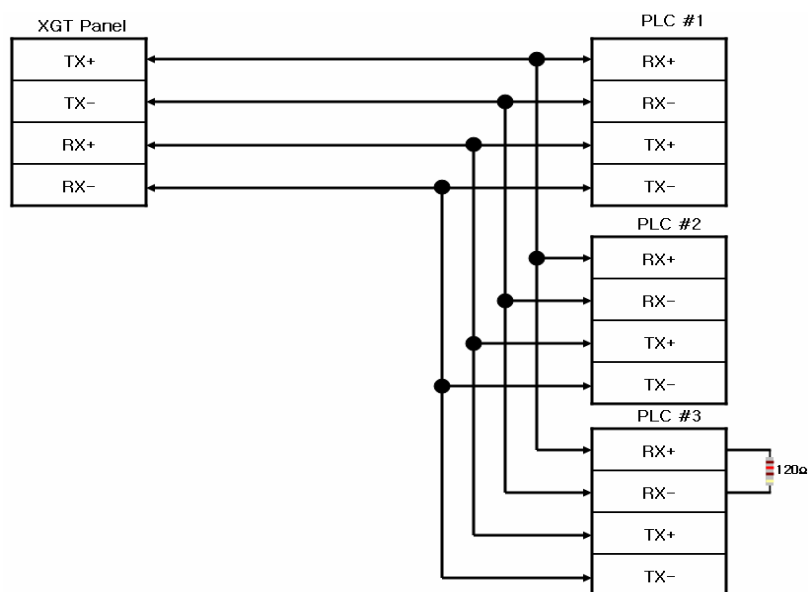 XGT Panel
TX+
TX-
RX+
RX-
PLC #1
RX+
RX-
TX+
TX-
PLC #2
RX+
RX-
TX+
TX-
PLC #3
RX+
RX-
TX+
TX-
120Ω